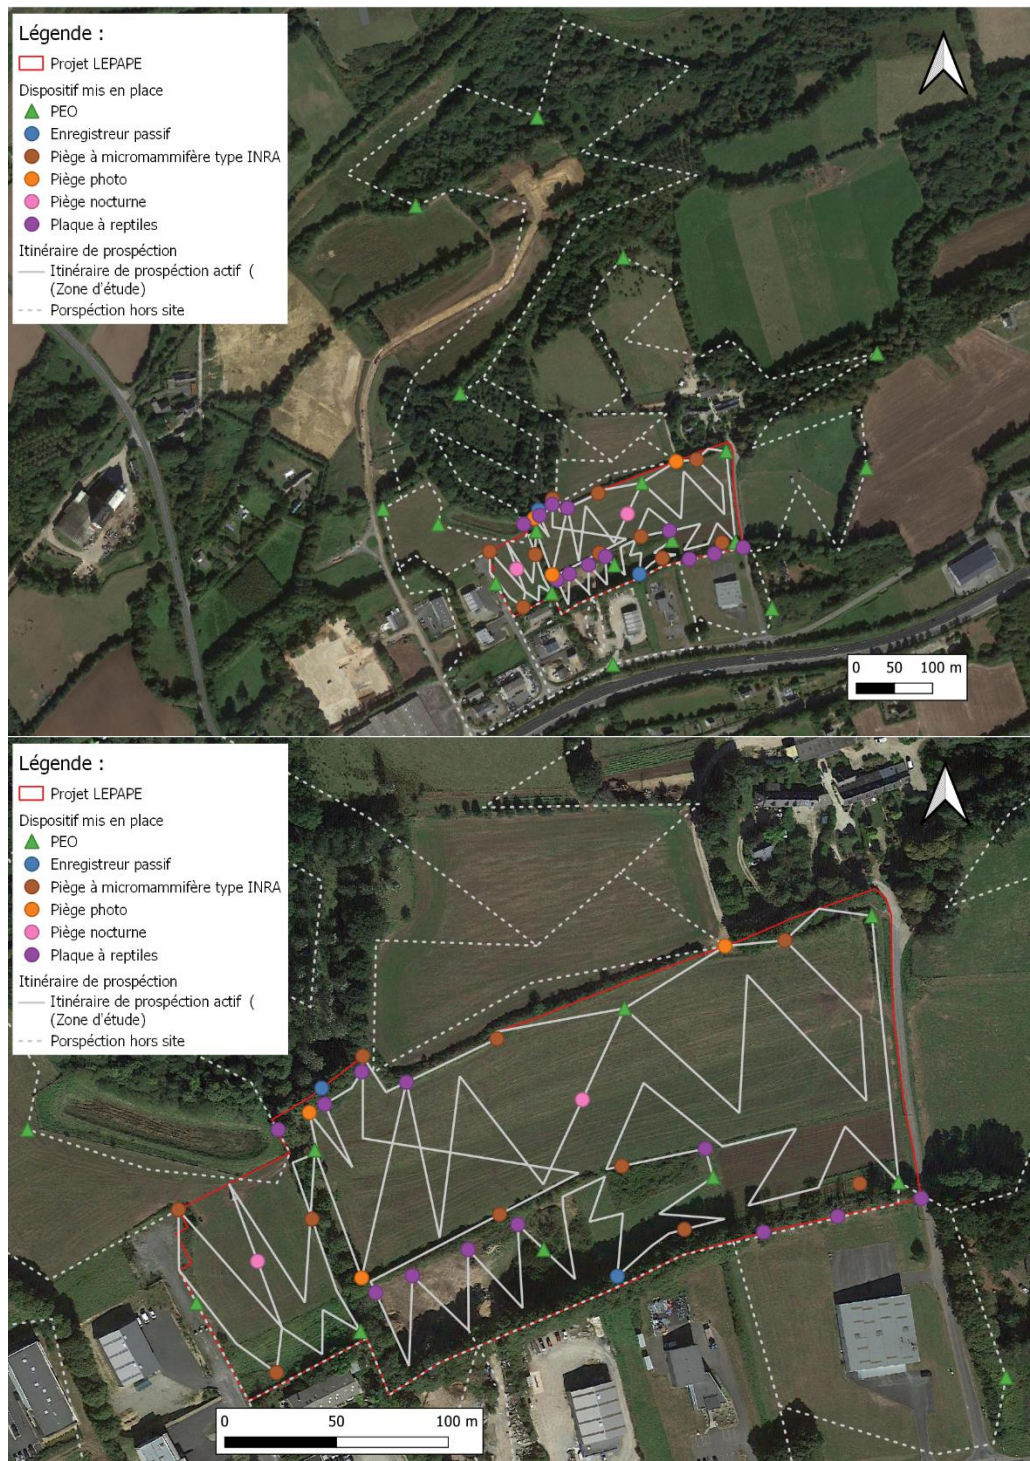 Légende :
Projet LEPAPE
Dispositif mis en place
PEO
Enregistreur passif
Piège à micromammifère type INRA
Piège photo
Piège nocturne
Plaque à reptiles
Itinéraire de prospéction
Itinéraire de prospéction actif (
(Zone d'étude)
Porspéction hors site
0 50 100 m
Légende :
Projet LEPAPE
Dispositif mis en place
PEO
Enregistreur passif
Piège à micromammifère type INRA
Piège photo
Piège nocturne
Plaque à reptiles
Itinéraire de prospéction
Itinéraire de prospéction actif (
(Zone d'étude)
Porspéction hors site
0 50 100 m